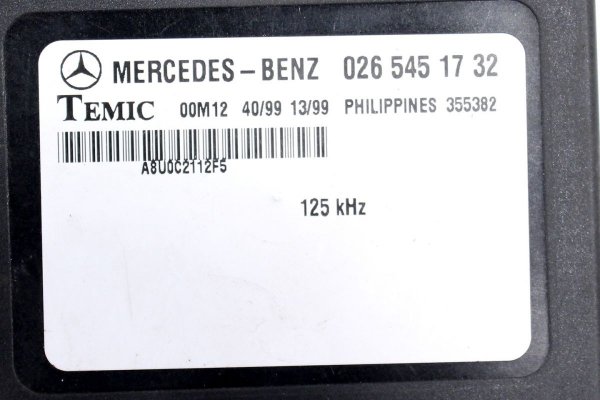 MERCEDES-BENZ 026 545 17 32
TEMIC 00M12 40/99 13/99 PHILIPPINES 355382
A8U0C2112F5
125 kHz